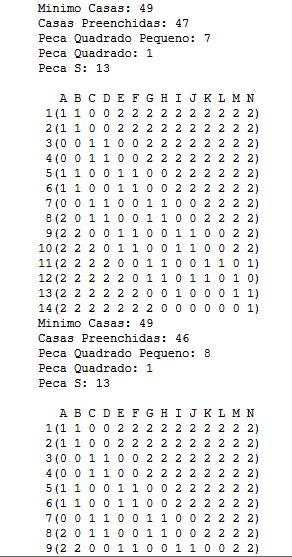 Minimo Casas: 49
Casas Preenchidas: 47
Peca Quadrado Pequeno: 7
Peca Quadrado: 1
Peca S: 13
A B C D E F G H I J K L M N
1(1 1 0 0 2 2 2 2 2 2 2 2 2 2)
2(1 1 0 0 2 2 2 2 2 2 2 2 2 2)
3(0 0 1 1 0 0 2 2 2 2 2 2 2 2)
4(0 0 1 1 0 0 2 2 2 2 2 2 2 2)
5(1 1 0 0 1 1 0 0 2 2 2 2 2 2)
6(1 1 0 0 1 1 0 0 2 2 2 2 2 2)
7(0 0 1 1 0 0 1 1 0 0 2 2 2 2)
8(2 0 1 1 0 0 1 1 0 0 2 2 2 2)
9(2 2 0 0 1 1 0 0 1 1 0 0 2 2)
10(2 2 2 0 1 1 0 0 1 1 0 0 2 2)
11(2 2 2 2 0 0 1 1 0 0 1 1 0 1)
12(2 2 2 2 2 0 1 1 0 1 1 0 1 0)
13(2 2 2 2 2 2 0 0 1 0 0 0 1 1)
14(2 2 2 2 2 2 2 0 0 0 0 0 0 1)
Minimo Casas: 49
Casas Preenchidas: 46
Peca Quadrado Pequeno: 8
Peca Quadrado: 1
Peca S: 13
A B C D E F G H I J K L M N
1(1 1 0 0 2 2 2 2 2 2 2 2 2 2)
2(1 1 0 0 2 2 2 2 2 2 2 2 2 2)
3(0 0 1 1 0 0 2 2 2 2 2 2 2 2)
4(0 0 1 1 0 0 2 2 2 2 2 2 2 2)
5(1 1 0 0 1 1 0 0 2 2 2 2 2 2)
6(1 1 0 0 1 1 0 0 2 2 2 2 2 2)
7(0 0 1 1 0 0 1 1 0 0 2 2 2 2)
8(2 0 1 1 0 0 1 1 0 0 2 2 2 2)
9(2 2 0 0 1 1 0 0 1 1 0 0 2 2)